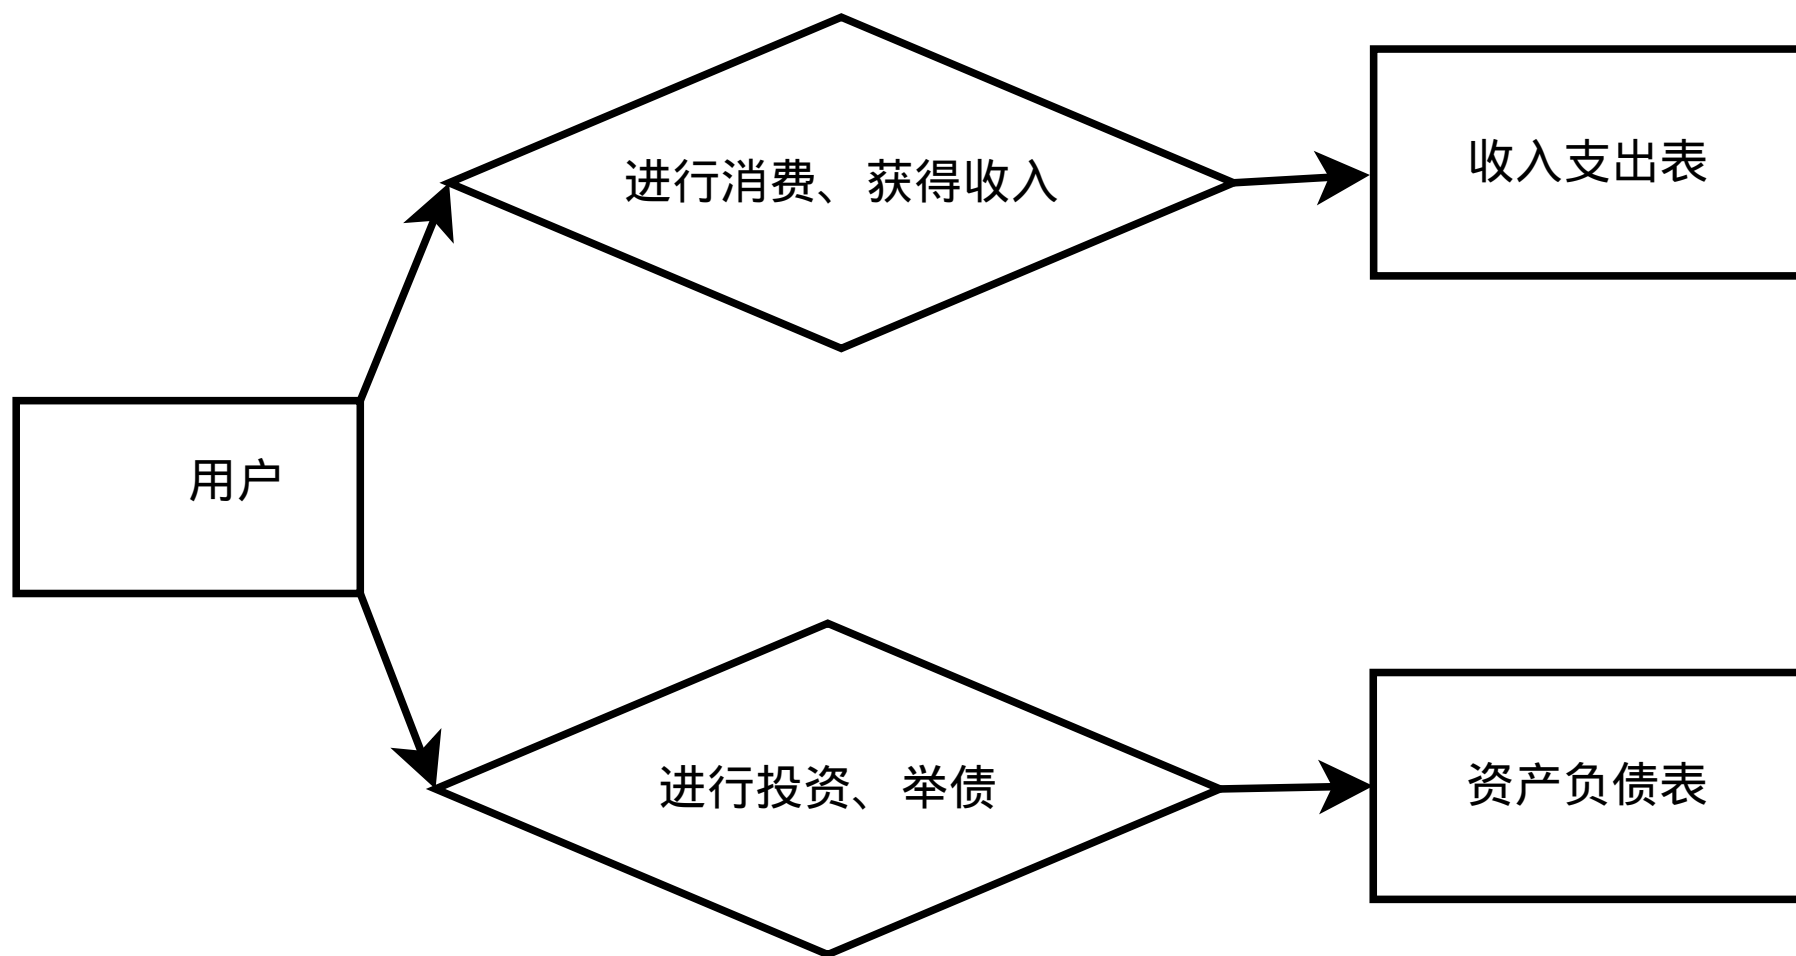 进行消费、获得收入
收入支出表
用户
进行投资、举债
资产负债表